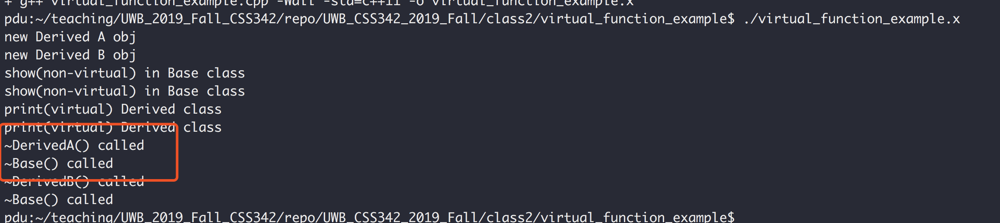 + g++ virtual_function_example.cpp -Wall -std=c++11 -o virtual_function_example.x
pdu:~/teaching/UWB_2019_Fall_CSS342/repo/UWB_CSS342_2019_Fall/class2/virtual_function_example$ ./virtual_function_example.x
new Derived A obj
new Derived B obj
show(non-virtual) in Base class
show(non-virtual) in Base class
print(virtual) Derived class
print(virtual) Derived class
~DerivedA() called
~Base() called
~DerivedB() called
~Base() called
pdu:~/teaching/UWB_2019_Fall_CSS342/repo/UWB_CSS342_2019_Fall/class2/virtual_function_example$